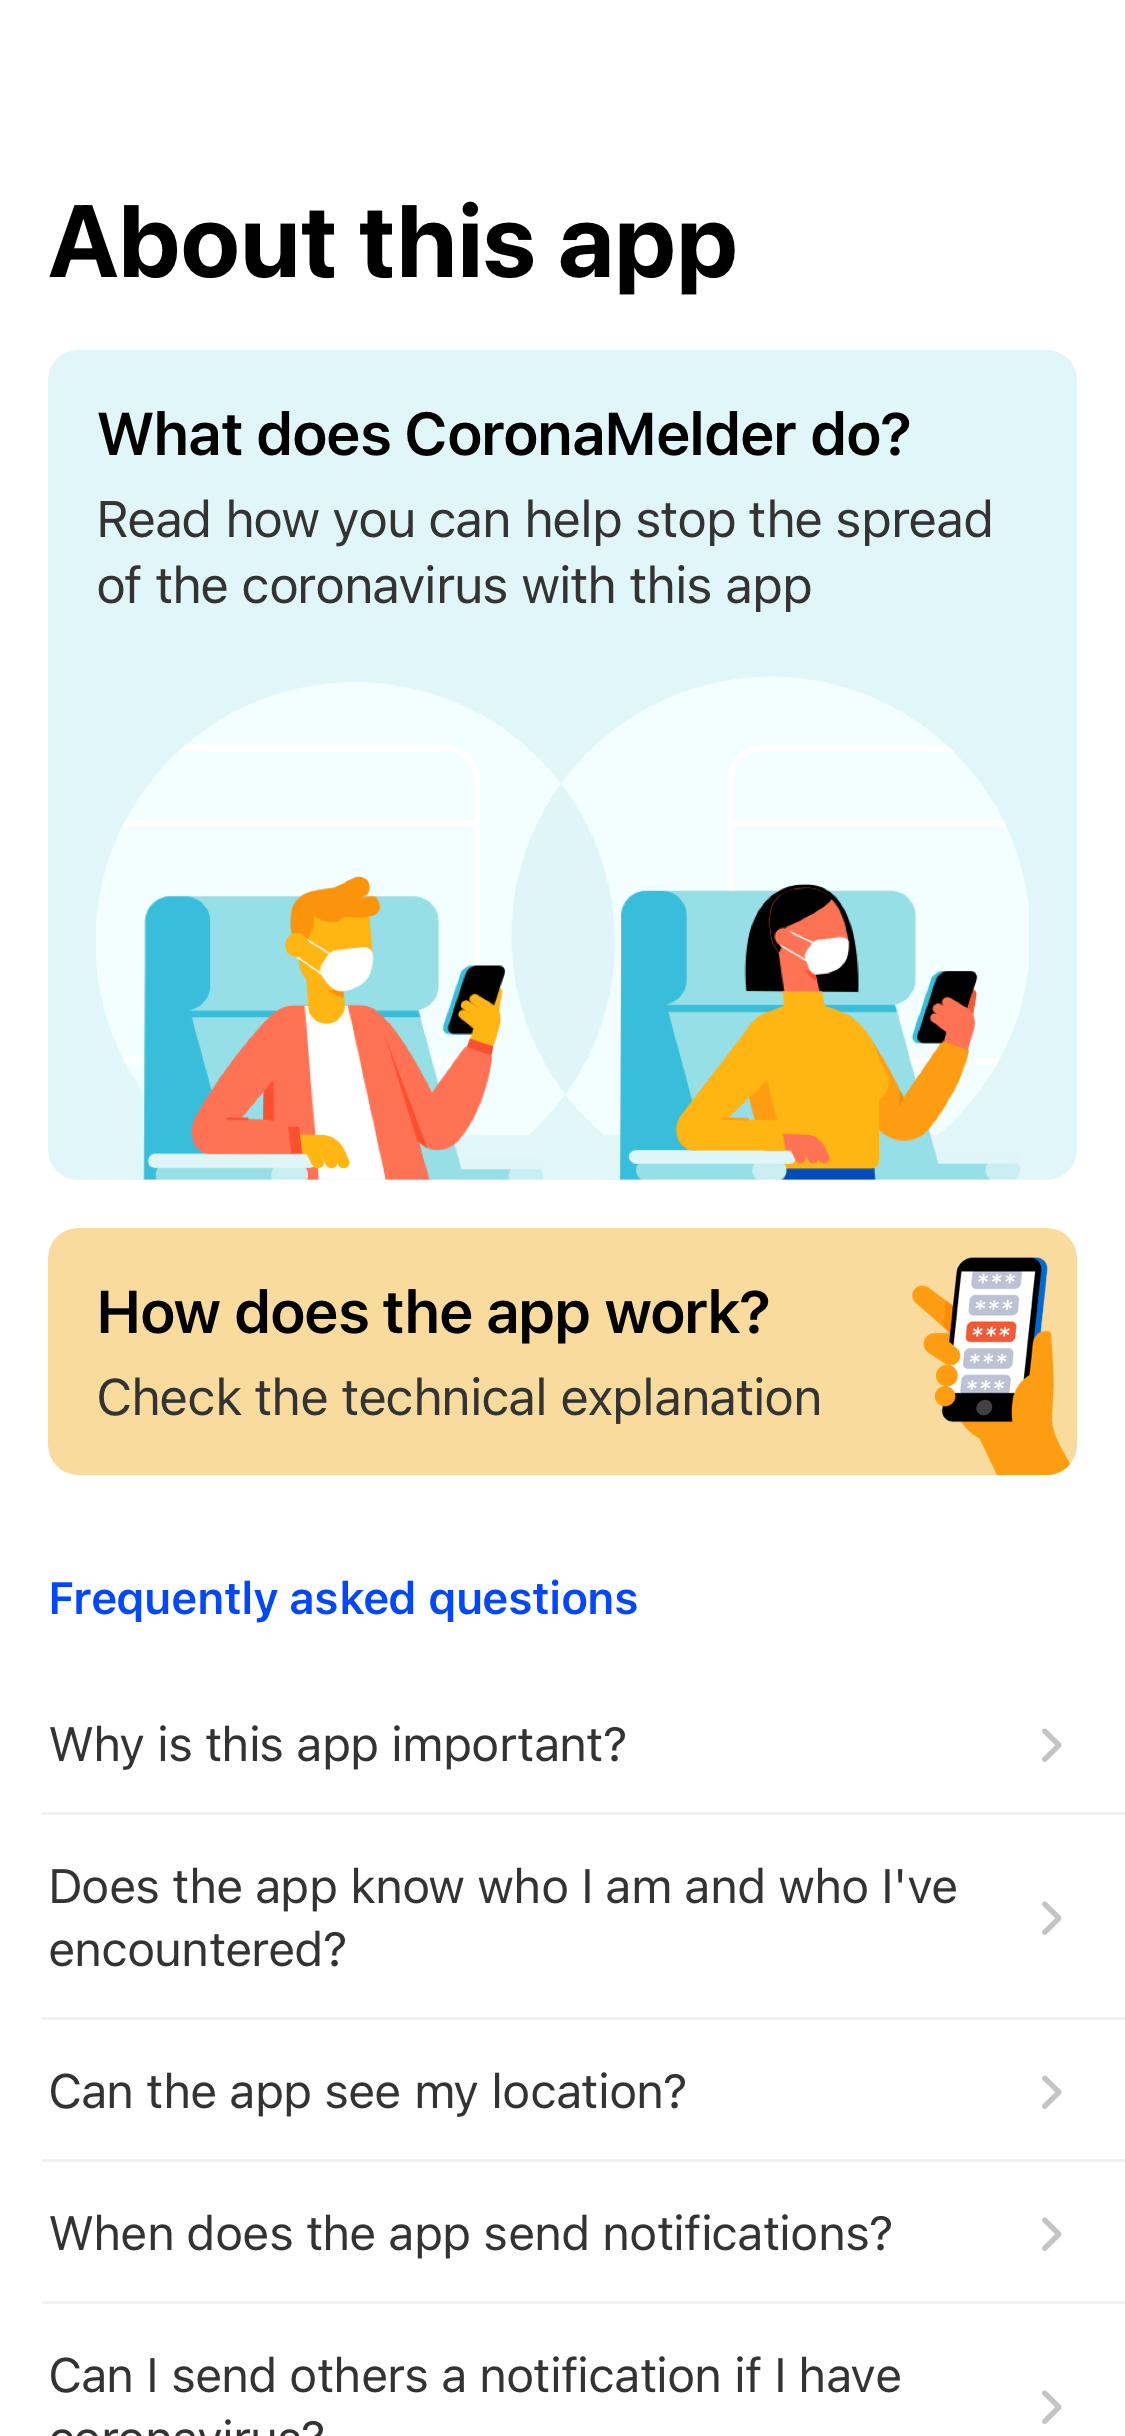 About this app
What does CoronaMelder do?
Read how you can help stop the spread
of the coronavirus with this app
How does the app work?
Check the technical explanation
***
***
***
***
***
Frequently asked questions
Why is this app important?
Does the app know who I am and who I've
encountered?
Can the app see my location?
When does the app send notifications?
Can I send others a notification if I have
coronavirus?